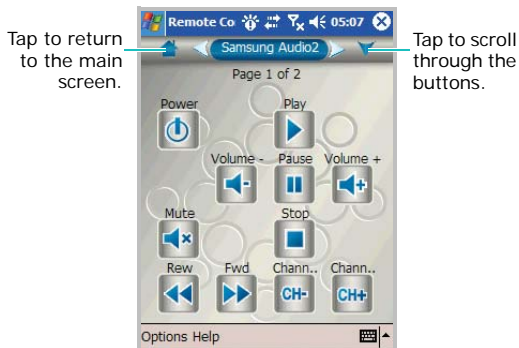 Tap to return
to the main
screen.
Remote Co 05:07
Samsung Audio2
Tap to scroll
through the
buttons.
Page 1 of 2
Power Play
Volume - Pause Volume +
Mute Stop
Rew Fwd Chann.. Chann..
CH- CH+
Options Help